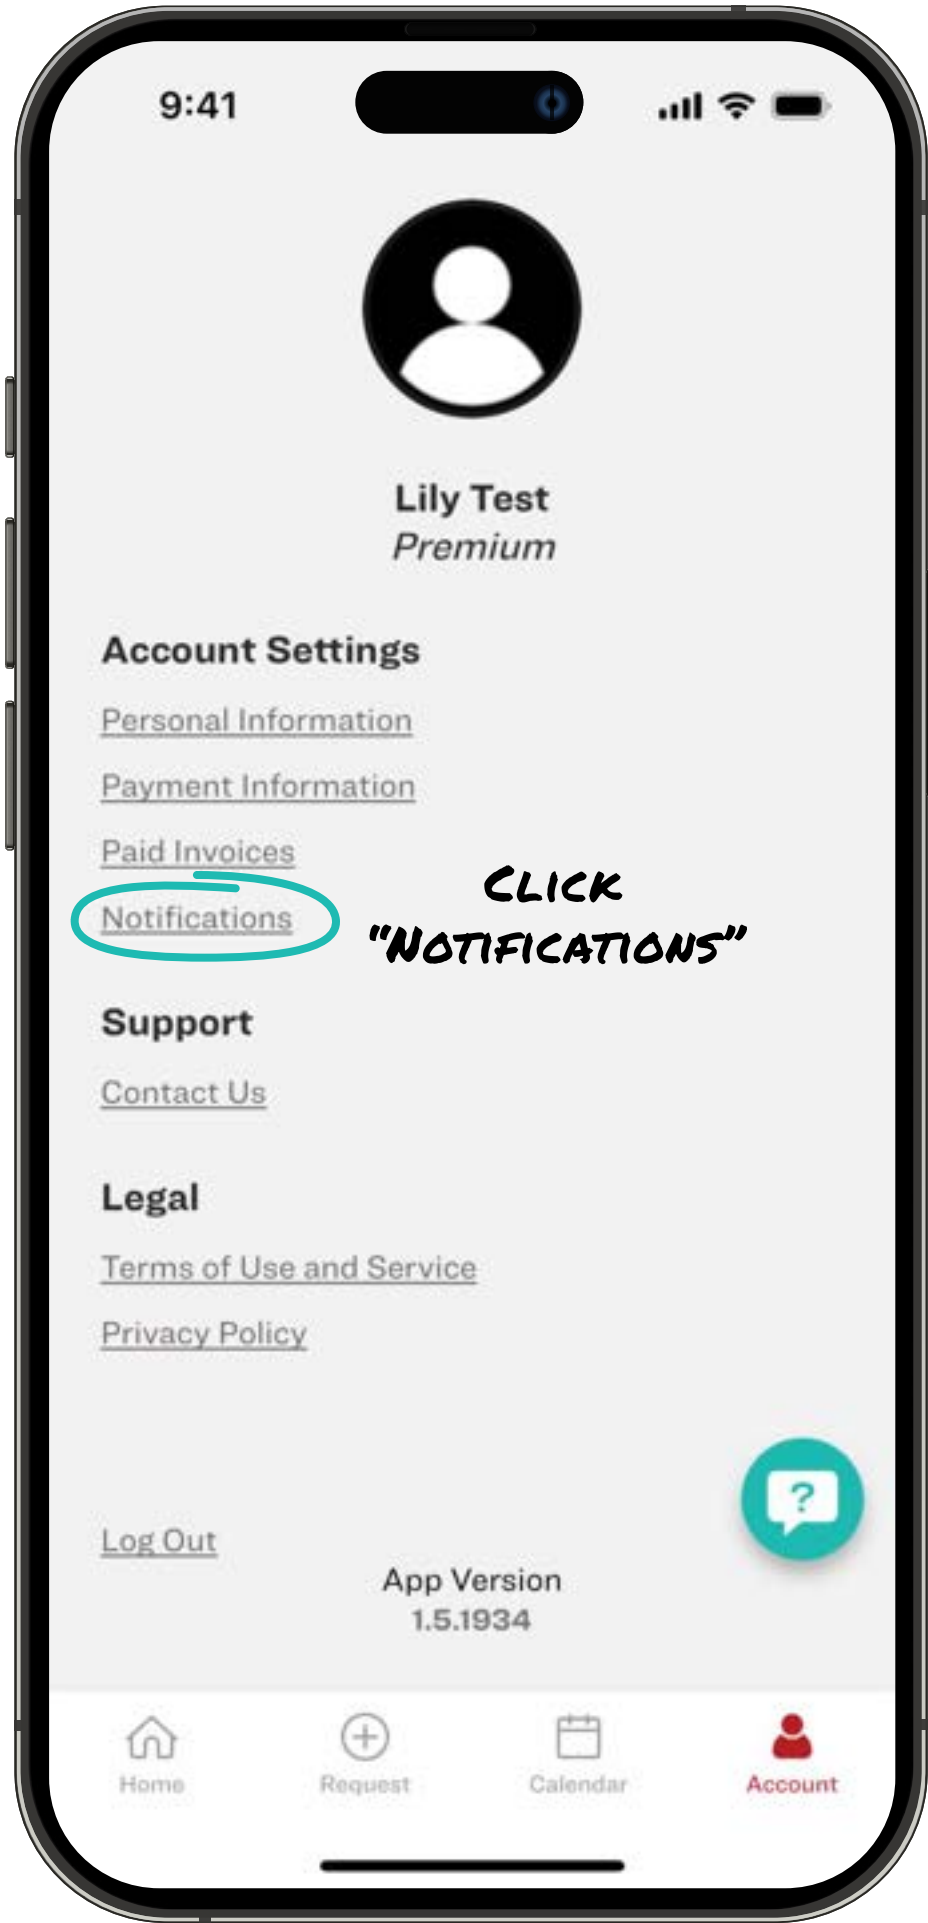 9:41
Lily Test
Premium
Account Settings
Personal Information
Payment Information
Paid Invoices
Notifications
Click
“Notifications”
Support
Contact Us
Legal
Terms of Use and Service
Privacy Policy
?
Log Out
App Version
1.5.1934
Home Request Calendar Account